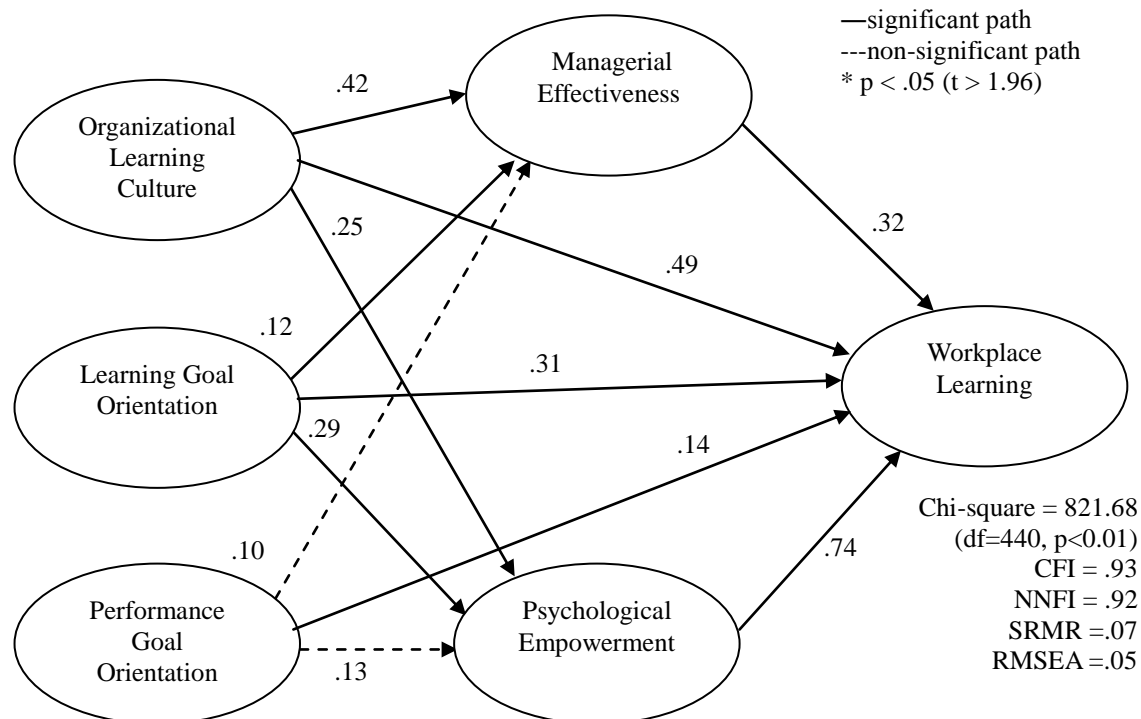 —significant path
---non-significant path
* p < .05 (t > 1.96)
Managerial
Effectiveness
.42
Organizational
Learning
Culture
.25
.32
.49
.12
Learning Goal
Orientation
.31
Workplace
Learning
.29
.14
Chi-square = 821.68
(df=440, p<0.01)
CFI = .93
NNFI = .92
SRMR =.07
RMSEA =.05
.10
.74
Performance
Goal
Orientation
Psychological
Empowerment
.13